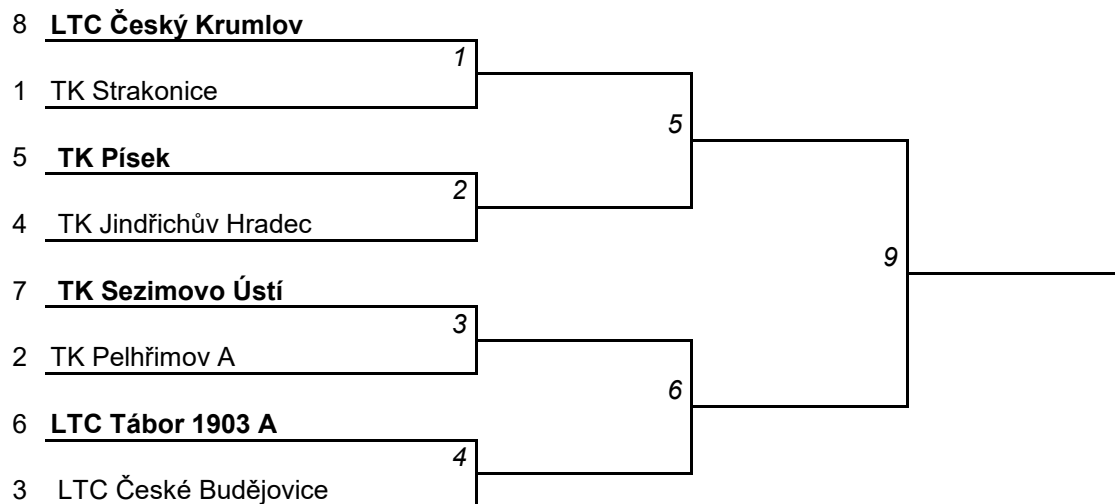 8 LTC Český Krumlov
1
1 TK Strakonice
5
5 TK Písek
2
4 TK Jindřichův Hradec
9
7 TK Sezimovo Ústí
3
2 TK Pelhřimov A
6
6 LTC Tábor 1903 A
4
3 LTC České Budějovice